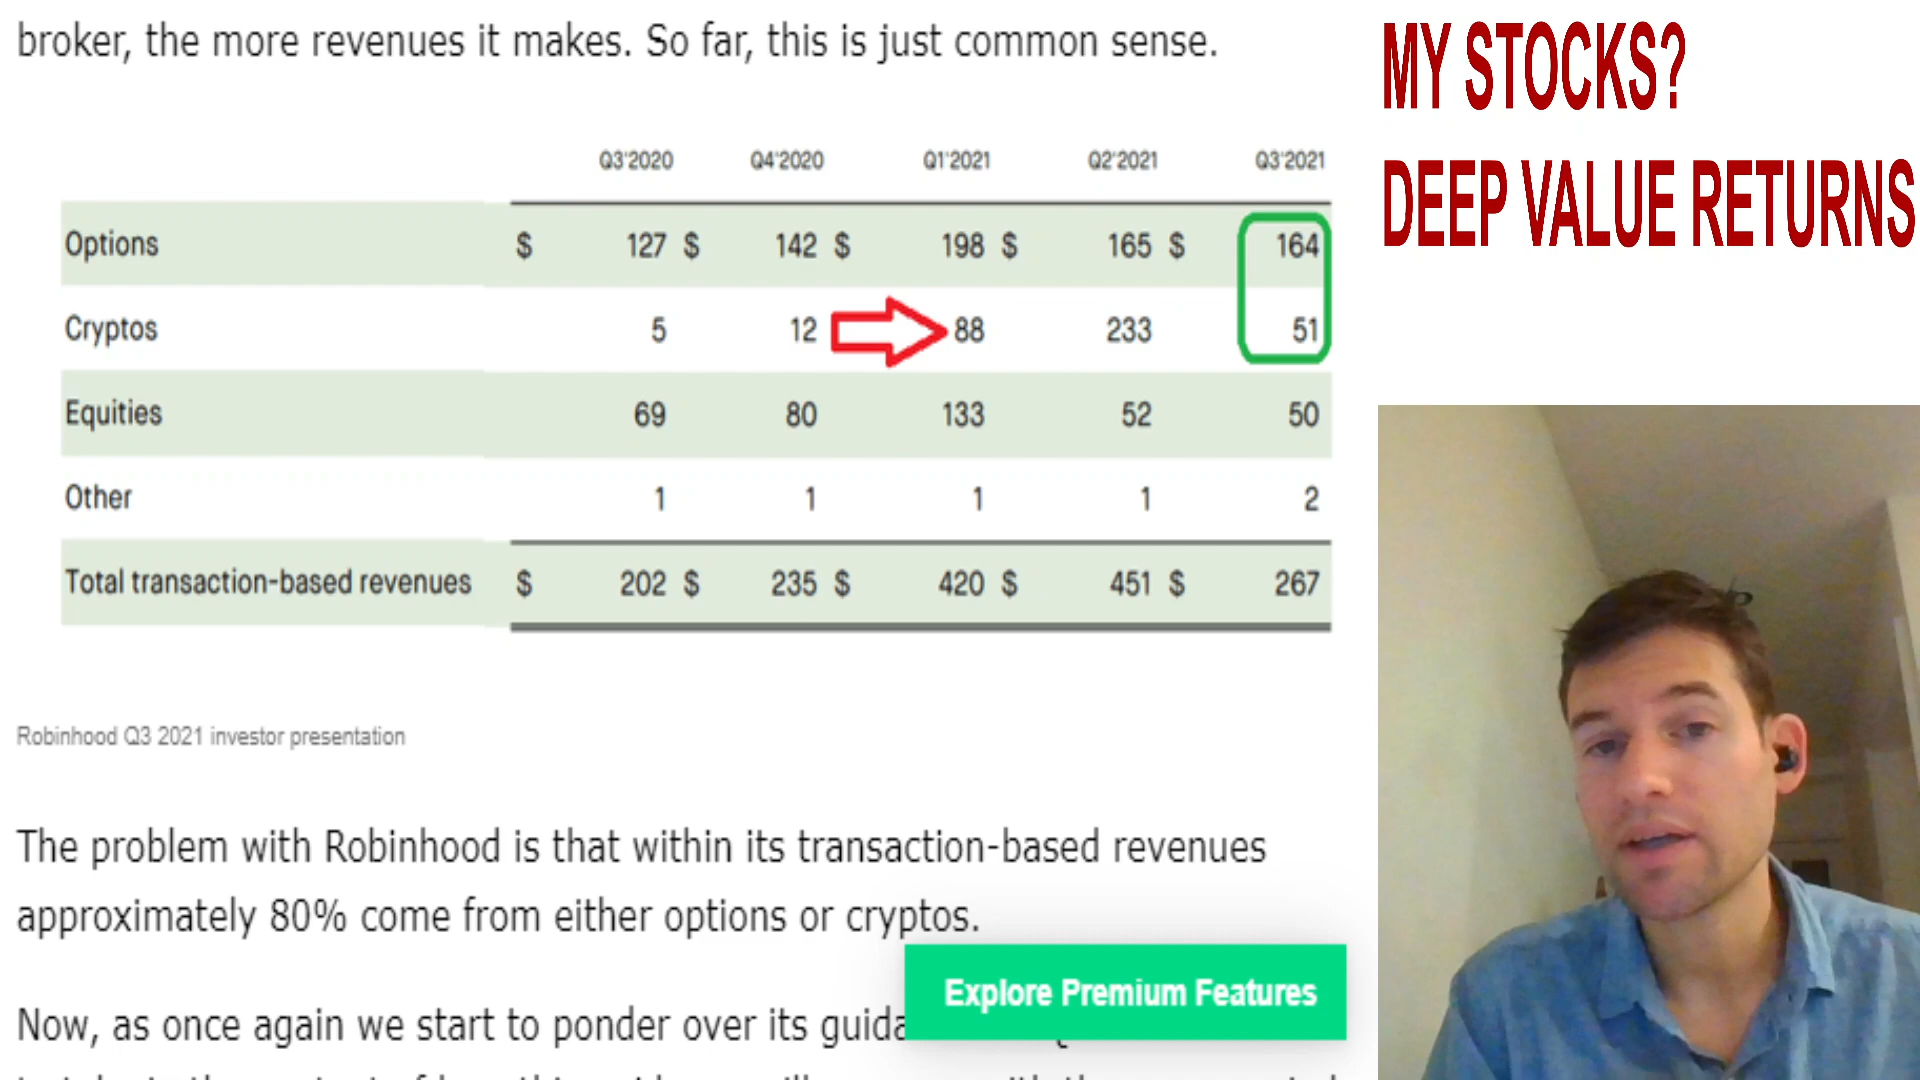 broker, the more revenues it makes. So far, this is just common sense.
Q3'2020 Q4'2020 Q1'2021 Q2'2021 Q3'2021
Options $ 127 $ 142 $ 198 $ 165 $ 164
Cryptos 5 12 88 233 51
Equities 69 80 133 52 50
Other 1 1 1 1 2
Total transaction-based revenues $ 202 $ 235 $ 420 $ 451 $ 267
Robinhood Q3 2021 investor presentation
The problem with Robinhood is that within its transaction-based revenues
approximately 80% come from either options or cryptos.
Explore Premium Features
Now, as once again we start to ponder over its
MY STOCKS?
DEEP VALUE RETURNS